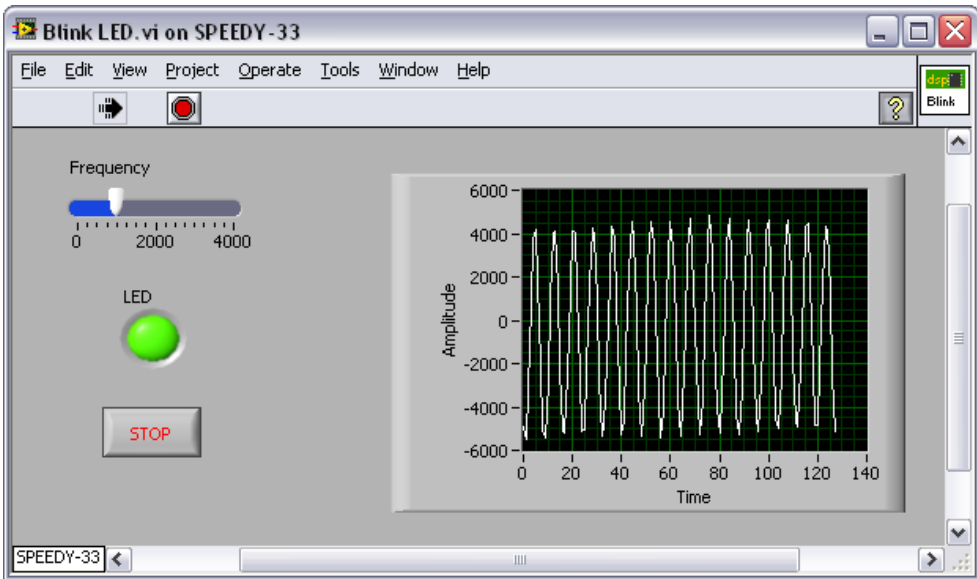 Blink LED.vi on SPEEDY-33
File Edit View Project Operate Tools Window Help
dsp
Blink
?
Frequency
0 2000 4000
LED
STOP
6000
4000
2000
0
-2000
-4000
-6000
Amplitude
0 20 40 60 80 100 120 140
Time
SPEEDY-33